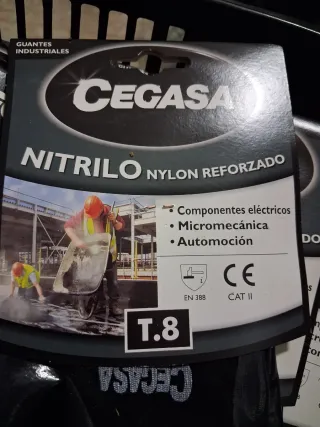 GUANTES
INDUSTRIALES
CEGASA
NITRILO NYLON REFORZADO
• Componentes eléctricos
• Micromecánica
• Automoción
EN 388
CE
CAT II
T.8
CEGASA